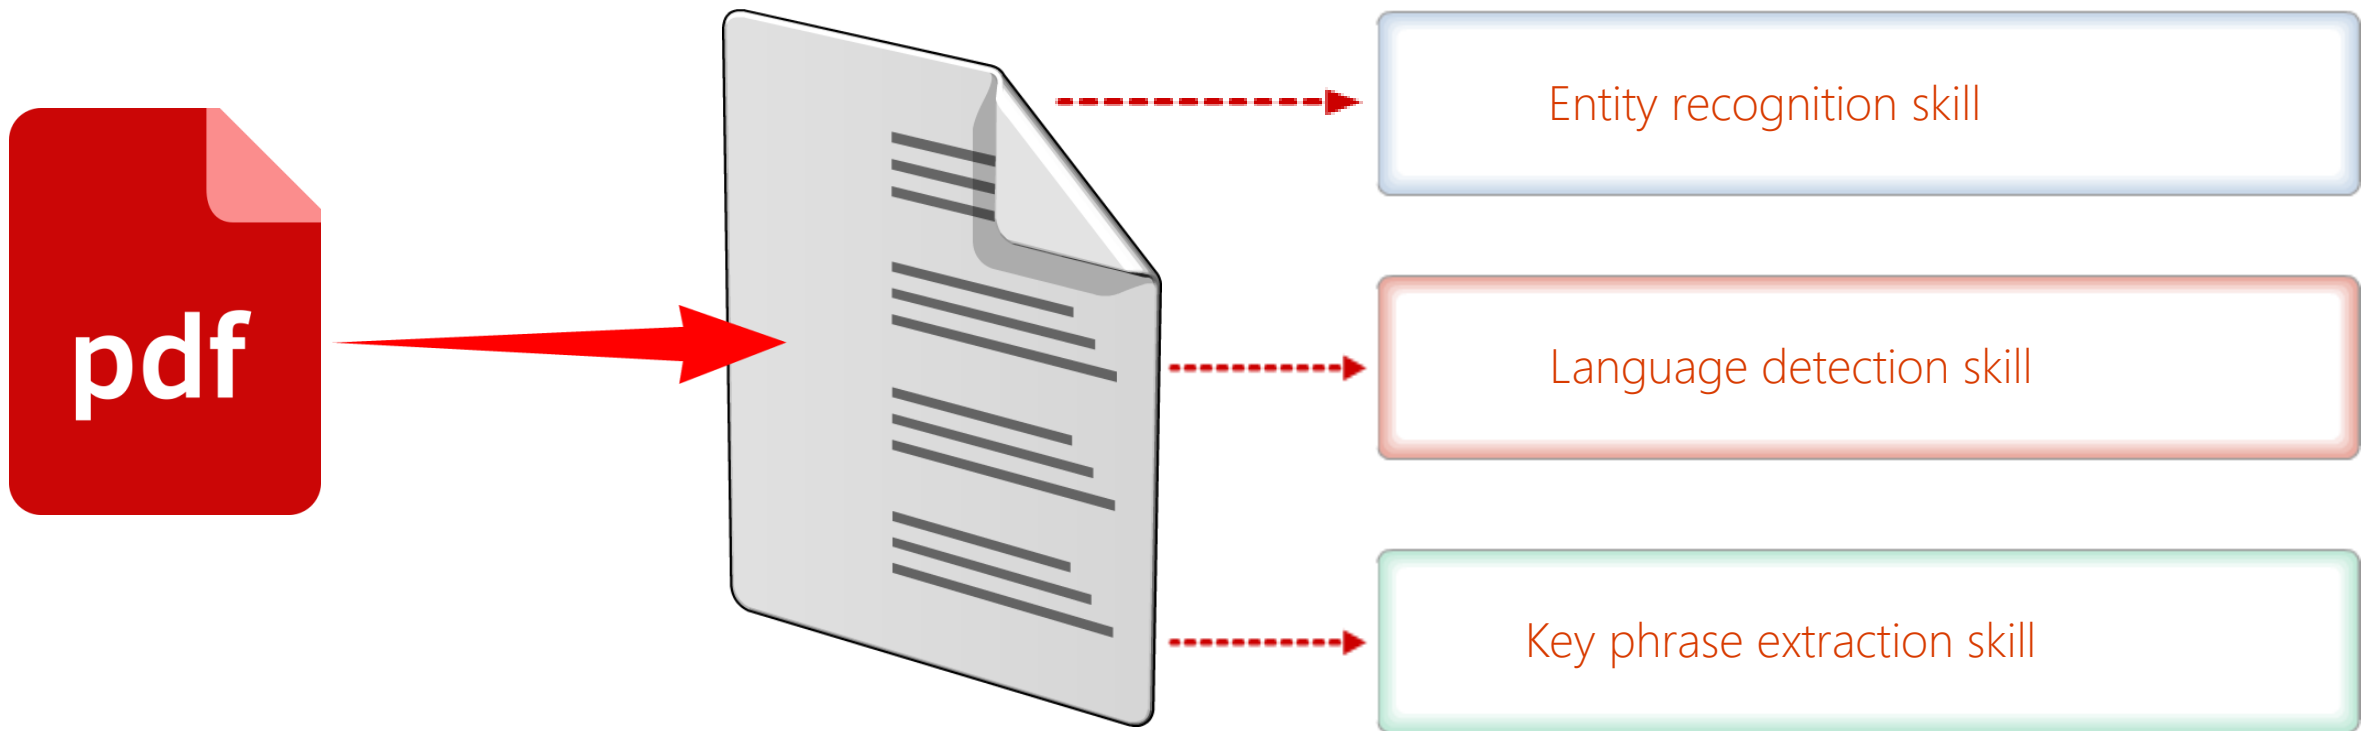 pdf
Entity recognition skill
Language detection skill
Key phrase extraction skill